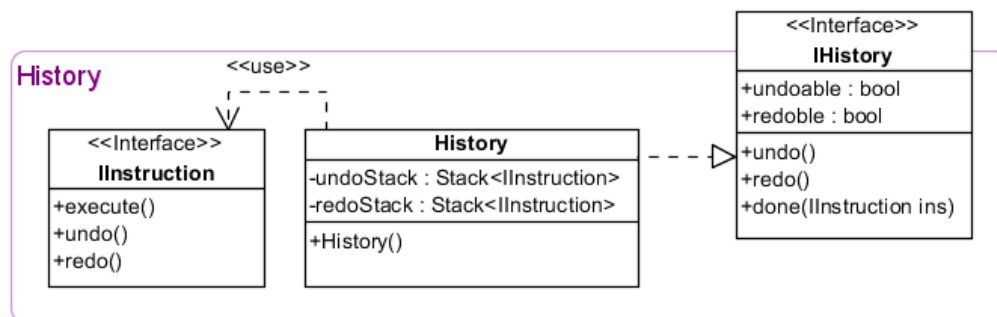 History
<<use>>
<<Interface>>
IInstruction
+execute()
+undo()
+redo()
History
-undoStack : Stack<IInstruction>
-redoStack : Stack<IInstruction>
+History()
<<Interface>>
IHistory
+undoable : bool
+redoble : bool
+undo()
+redo()
+done(IInstruction ins)